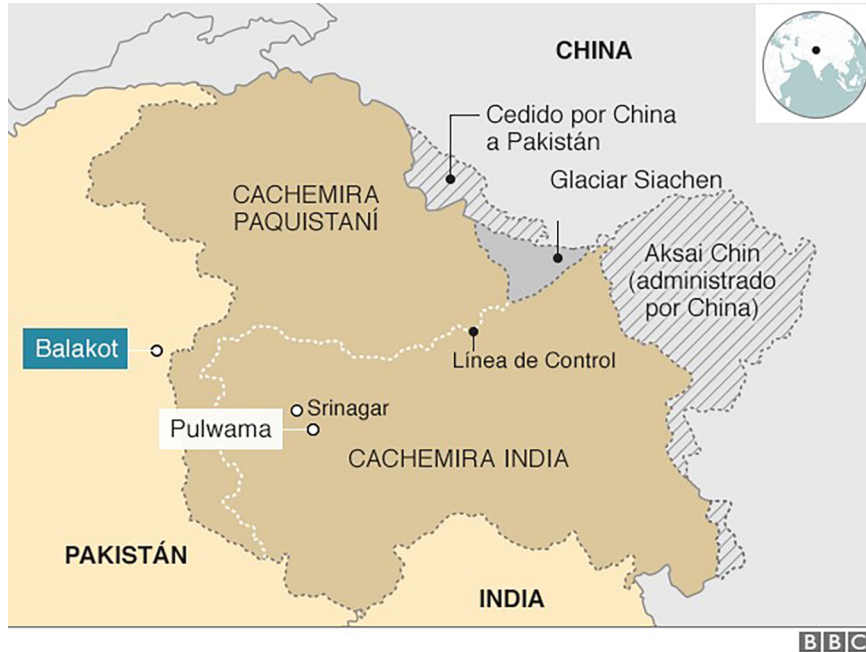 CHINA
Cedido por China
a Pakistán
Glaciar Siachen
CACHEMIRA
PAQUISTANÍ
Aksai Chin
(administrado
por China)
Balakot
Línea de Control
Srinagar
Pulwama
CACHEMIRA INDIA
PAKISTÁN
INDIA
BBC